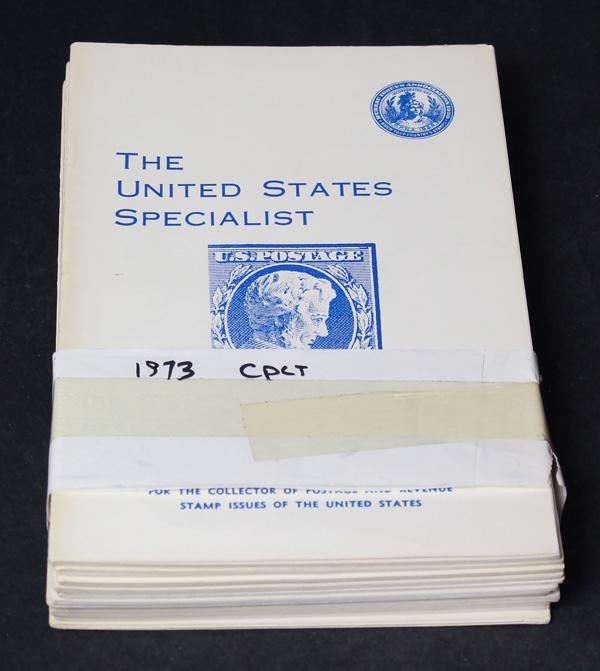 THE
UNITED STATES
SPECIALIST
U.S. POSTAGE
1973 CPLT
FOR THE COLLECTOR OF POSTAGE AND REVENUE
STAMP ISSUES OF THE UNITED STATES